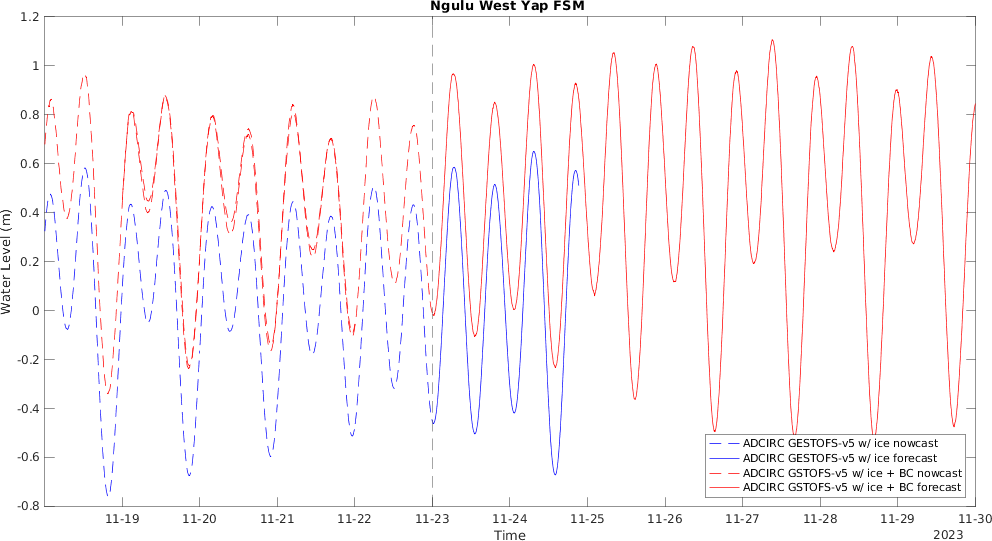 Ngulu West Yap FSM
1.2
1
0.8
0.6
0.4
0.2
0
-0.2
-0.4
-0.6
-0.8
Water Level (m)
ADCIRC GESTOFS-v5 w/ ice nowcast
ADCIRC GESTOFS-v5 w/ ice forecast
ADCIRC GSTOFS-v5 w/ ice + BC nowcast
ADCIRC GSTOFS-v5 w/ ice + BC forecast
11-19 11-20 11-21 11-22 11-23 11-24 11-25 11-26 11-27 11-28 11-29 11-30
Time
2023